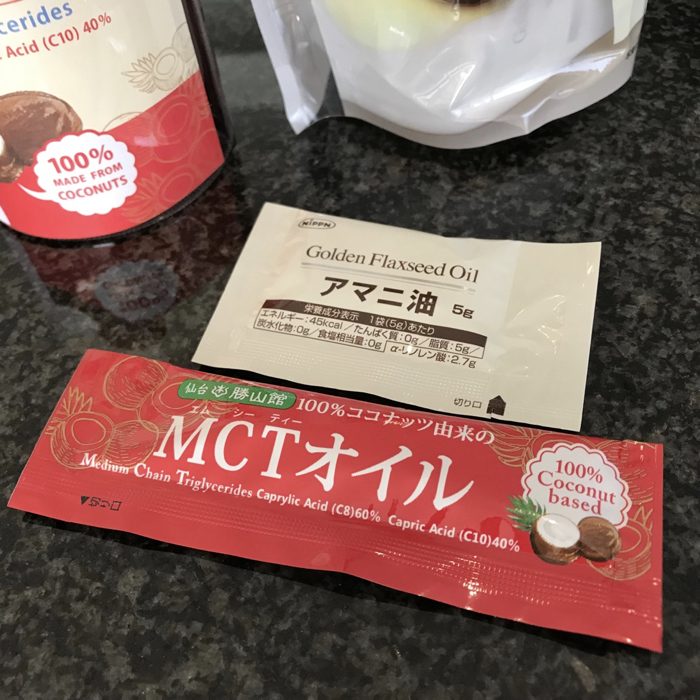 cerides
Acid (C10) 40%
100%
MADE FROM
COCONUTS
NIPPN
Golden Flaxseed Oil
アマニ油 5g
栄養成分表示 1袋(5g)あたり
エネルギー:45kcal/たんぱく質:0g/脂質:5g/
炭水化物:0g/食塩相当量:0g α-リノレン酸:2.7g
切り口
仙台 勝山館
100%ココナッツ由来の
エム シー ティー
MCTオイル
Medium Chain Triglycerides Caprylic Acid (C8)60% Capric Acid (C10)40%
100%
Coconut
based